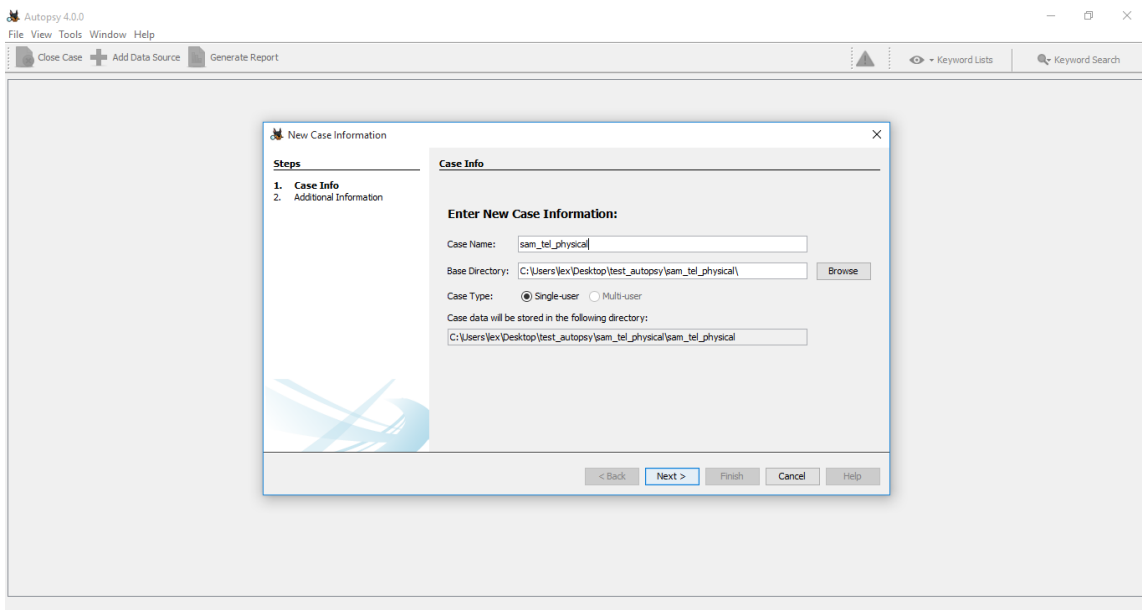 Autopsy 4.0.0
File View Tools Window Help
Close Case Add Data Source Generate Report Keyword Lists Keyword Search
New Case Information
Steps
1. Case Info
2. Additional Information
Case Info
Enter New Case Information:
Case Name: sam_tel_physical
Base Directory: C:\Users\lex\Desktop\test_autopsy\sam_tel_physical\ Browse
Case Type: Single-user Multi-user
Case data will be stored in the following directory:
C:\Users\lex\Desktop\test_autopsy\sam_tel_physical\sam_tel_physical
< Back Next > Finish Cancel Help